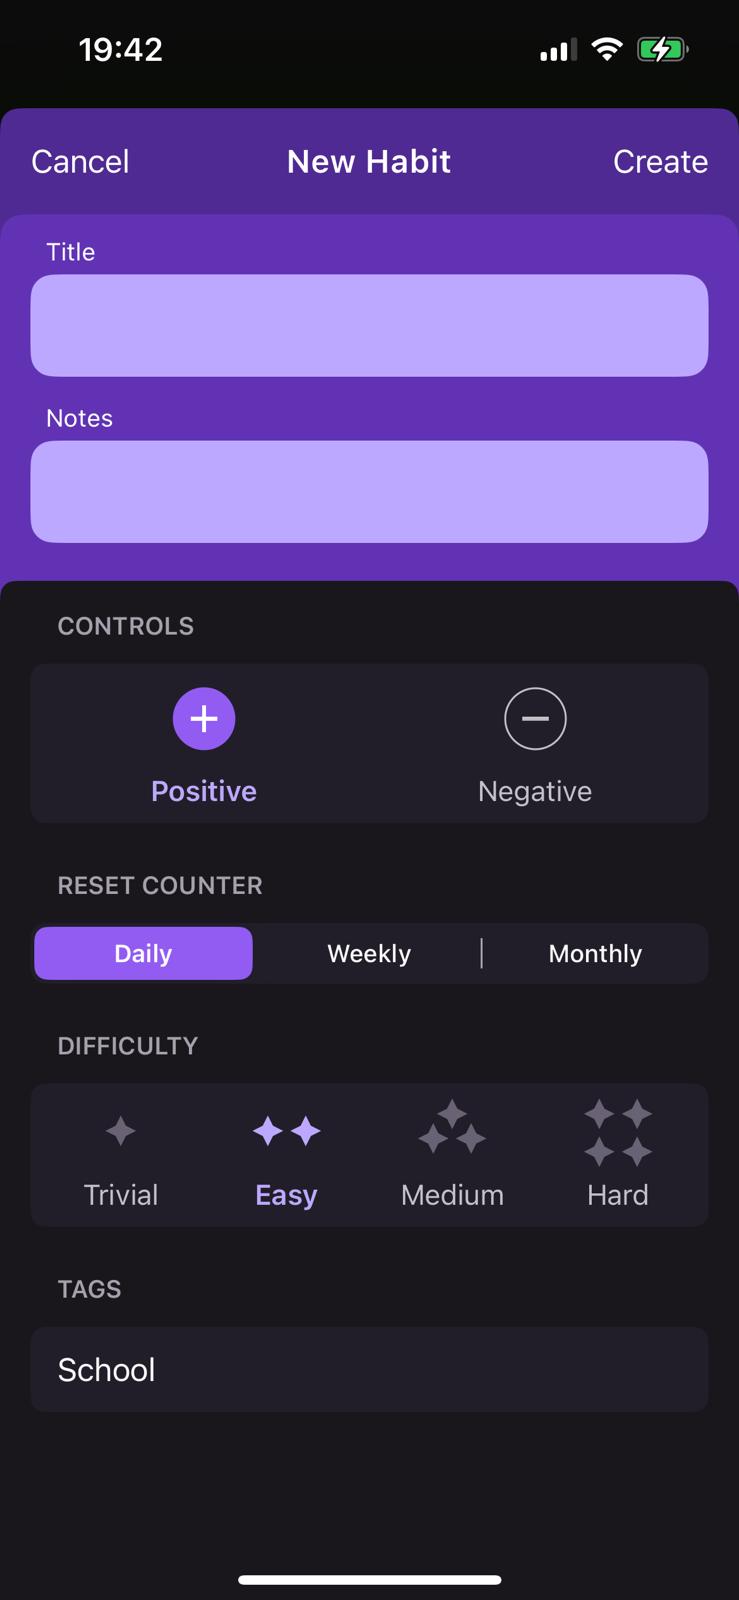 19:42
Cancel New Habit Create
Title
Notes
CONTROLS
Positive Negative
RESET COUNTER
Daily Weekly Monthly
DIFFICULTY
Trivial Easy Medium Hard
TAGS
School